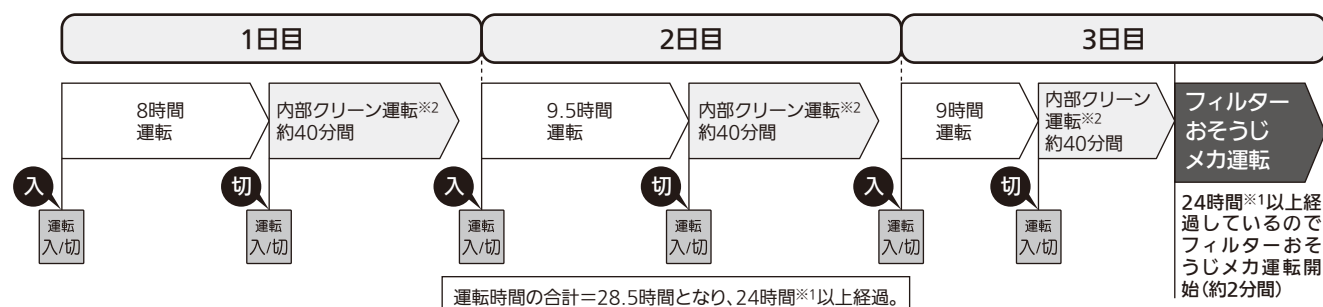 1日目
2日目
3日目
8時間
運転
内部クリーン運転※2
約40分間
9.5時間
運転
内部クリーン運転※2
約40分間
9時間
運転
内部クリーン
運転※2
約40分間
フィルター
おそうじ
メカ運転
入
切
入
切
入
切
運転
入/切
運転
入/切
運転
入/切
運転
入/切
運転
入/切
運転
入/切
24時間※1以上経
過しているので
フィルターおそ
うじメカ運転開
始(約2分間)
運転時間の合計=28.5時間となり、24時間※1以上経過。